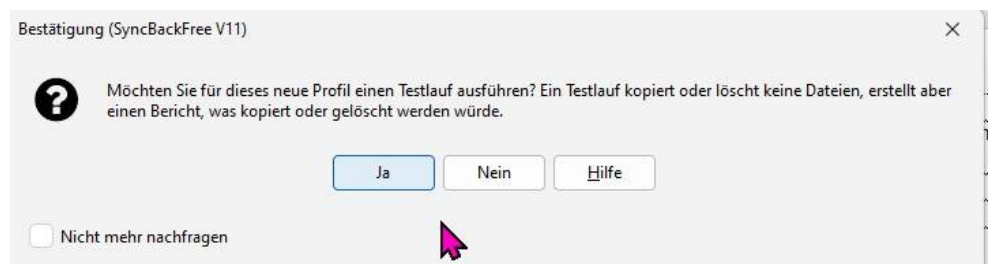 Bestätigung (SyncBackFree V11)
Möchten Sie für dieses neue Profil einen Testlauf ausführen? Ein Testlauf kopiert oder löscht keine Dateien, erstellt aber
einen Bericht, was kopiert oder gelöscht werden würde.
Ja
Nein
Hilfe
Nicht mehr nachfragen